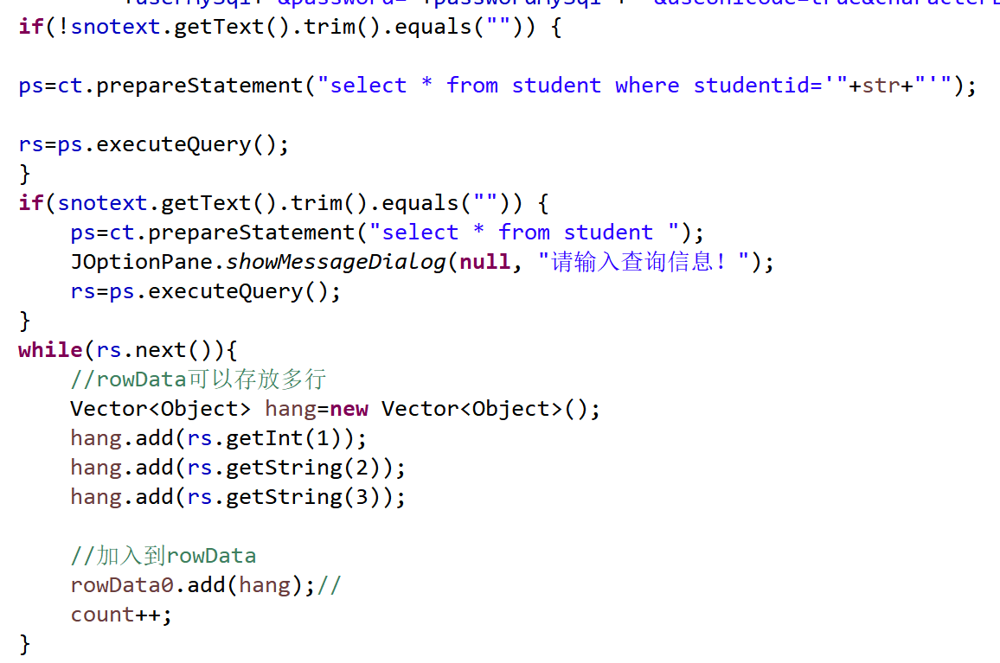 if(!snotext.getText().trim().equals("")) {
ps=ct.prepareStatement("select * from student where studentid='"+str+"'");
rs=ps.executeQuery();
}
if(snotext.getText().trim().equals("")) {
ps=ct.prepareStatement("select * from student ");
JOptionPane.showMessageDialog(null, "请输入查询信息！");
rs=ps.executeQuery();
}
while(rs.next()){
//rowData可以存放多行
Vector<Object> hang=new Vector<Object>();
hang.add(rs.getInt(1));
hang.add(rs.getString(2));
hang.add(rs.getString(3));
//加入到rowData
rowData0.add(hang);//
count++;
}